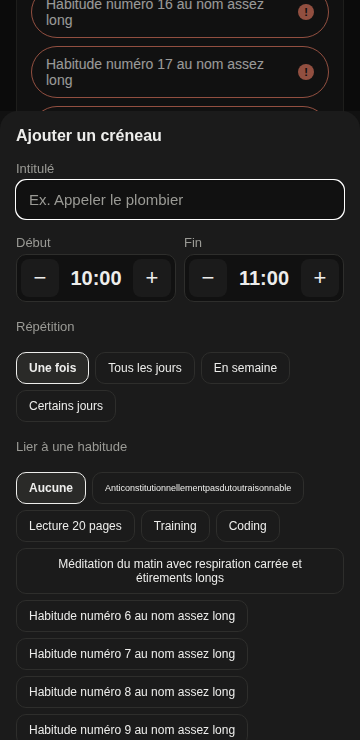 Habitude numéro 16 au nom assez
long
!
Habitude numéro 17 au nom assez
long
!
Ajouter un créneau
Intitulé
Ex. Appeler le plombier
Début
Fin
− 10:00 +
− 11:00 +
Répétition
Une fois
Tous les jours
En semaine
Certains jours
Lier à une habitude
Aucune
Anticonstitutionnellementpasdutoutraisonnable
Lecture 20 pages
Training
Coding
Méditation du matin avec respiration carrée et
étirements longs
Habitude numéro 6 au nom assez long
Habitude numéro 7 au nom assez long
Habitude numéro 8 au nom assez long
Habitude numéro 9 au nom assez long